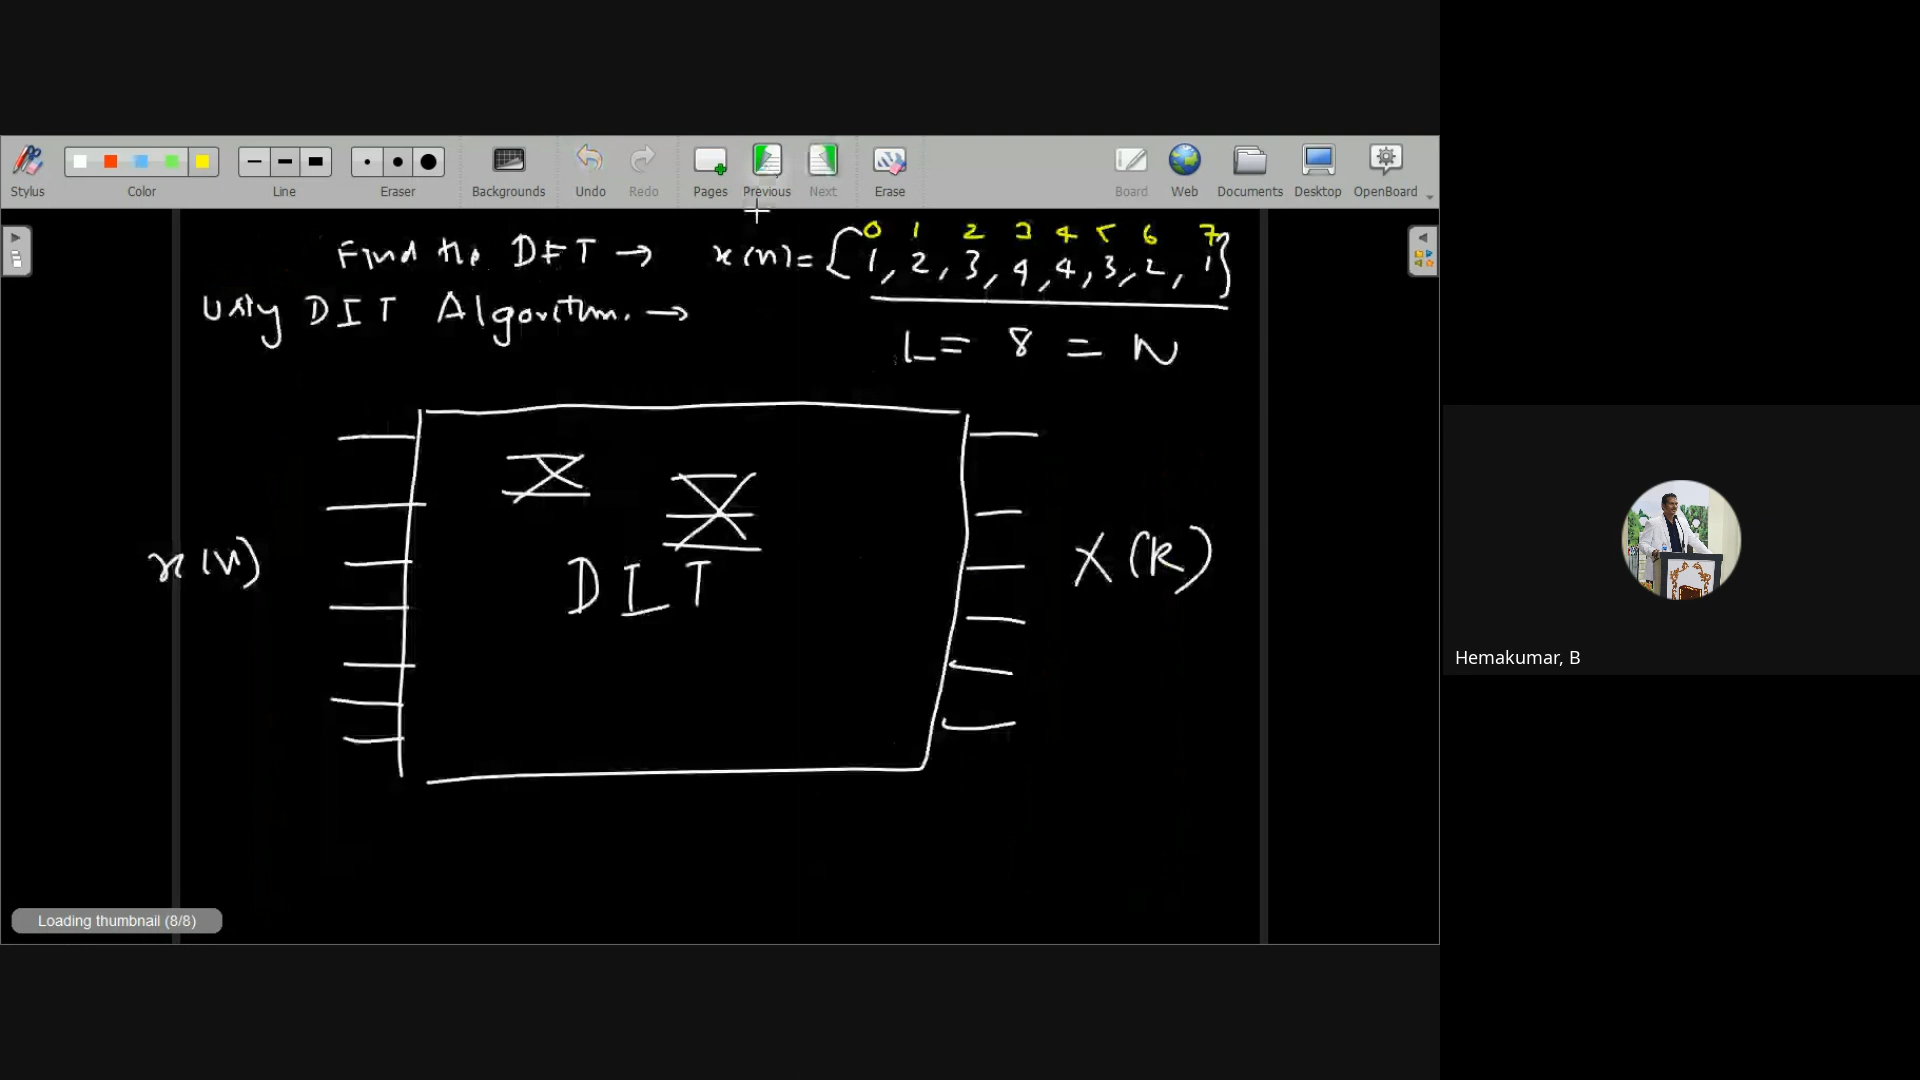 Stylus
Color
Line
Eraser
Backgrounds
Undo
Redo
Pages
Previous
Next
Erase
Board
Web
Documents
Desktop
OpenBoard
0 1 2 3 4 5 6 7
Find the DFT → x(n) = {1, 2, 3, 4, 4, 3, 2, 1}
Using DIT Algorithm. →
L = 8 = N
x(n)
DIT
X(k)
Hemakumar, B
Loading thumbnail (8/8)